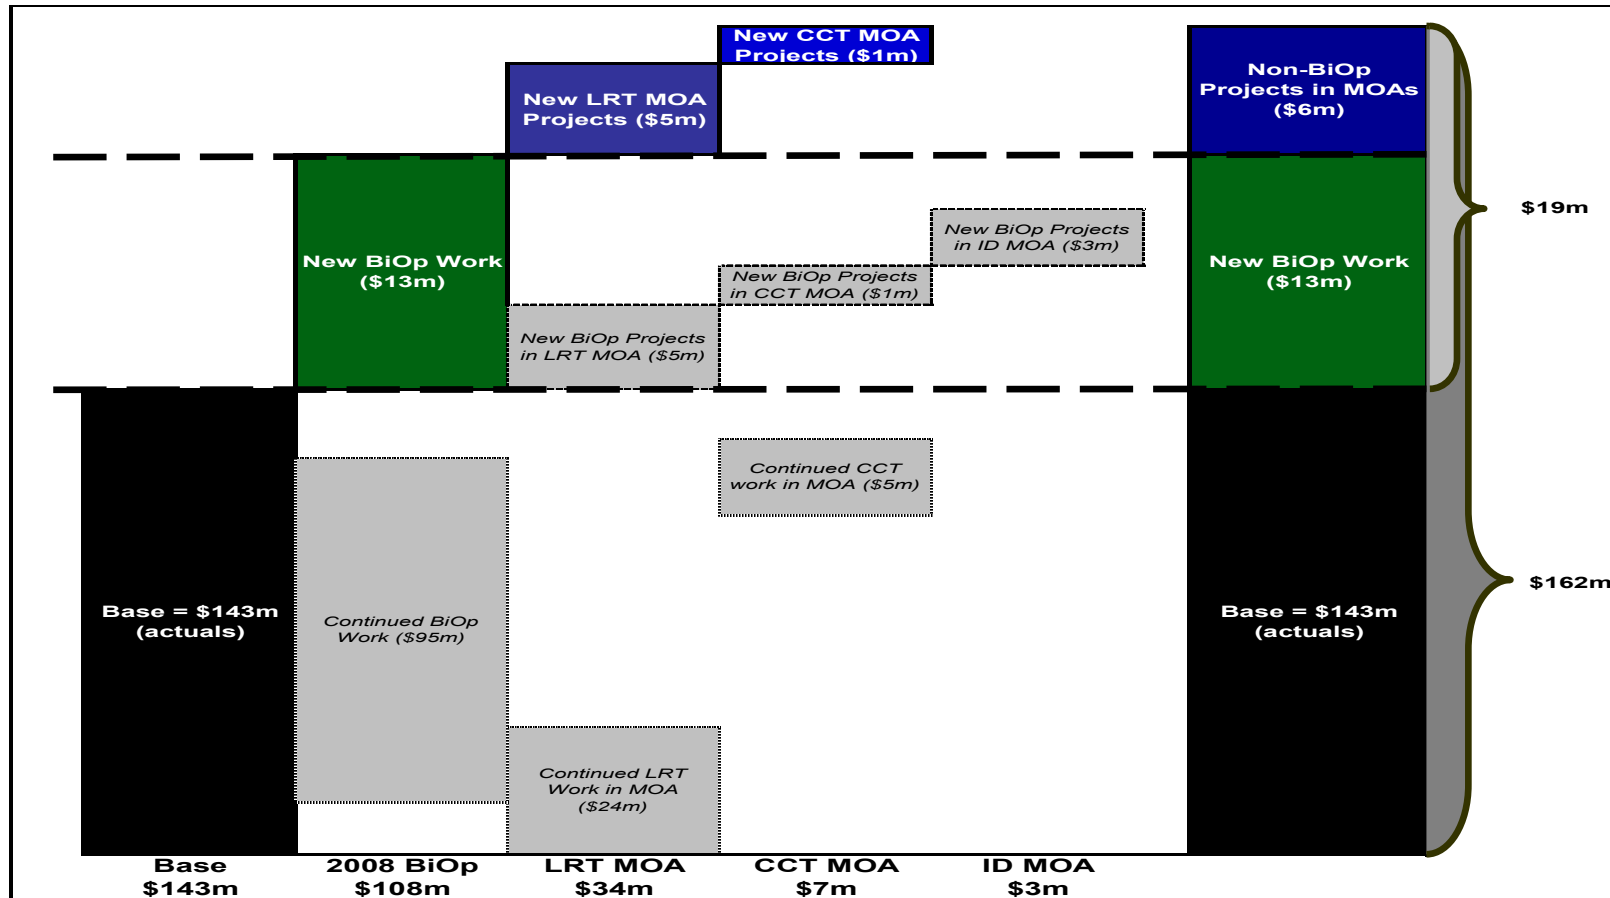 New CCT MOA
Projects ($1m)
New LRT MOA
Projects ($5m)
Non-BiOp
Projects in MOAs
($6m)
$19m
New BiOp Work
($13m)
New BiOp Projects
in LRT MOA ($5m)
New BiOp Projects
in CCT MOA ($1m)
New BiOp Projects
in ID MOA ($3m)
New BiOp Work
($13m)
Base = $143m
(actuals)
Continued BiOp
Work ($95m)
Continued LRT
Work in MOA
($24m)
Continued CCT
work in MOA ($5m)
Base = $143m
(actuals)
$162m
Base
$143m
2008 BiOp
$108m
LRT MOA
$34m
CCT MOA
$7m
ID MOA
$3m